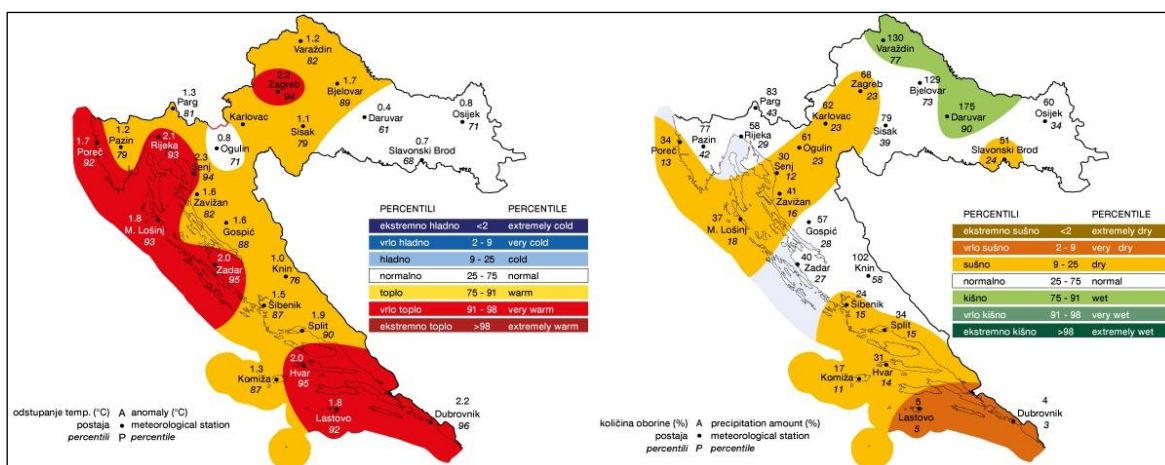 1.2
Varaždin
82
2.2
Zagreb
94
1.7
Bjelovar
89
1.3
Parg
81
Karlovac
1.1
Sisak
79
0.4
Daruvar
61
0.8
Osijek
71
0.7
Slavonski Brod
68
1.7
Poreč
92
1.2
Pazin
79
2.1
Rijeka
93
0.8
Ogulin
71
2.3
Senj
94
1.6
Zavižan
82
1.8
M. Lošinj
93
1.6
Gospić
88
2.0
Zadar
95
1.0
Knin
76
1.5
Šibenik
87
1.9
Split
90
2.0
Hvar
95
1.3
Komiža
87
1.8
Lastovo
92
2.2
Dubrovnik
96
PERCENTILI PERCENTILE
ekstremno hladno <2 extremely cold
vrlo hladno 2 - 9 very cold
hladno 9 - 25 cold
normalno 25 - 75 normal
toplo 75 - 91 warm
vrlo toplo 91 - 98 very warm
ekstremno toplo >98 extremely warm
odstupanje temp. (°C) A anomaly (°C)
postaja • meteorological station
percentili P percentile
130
Varaždin
77
68
Zagreb
23
129
Bjelovar
73
83
Parg
43
62
Karlovac
23
79
Sisak
39
175
Daruvar
90
60
Osijek
34
51
Slavonski Brod
24
34
Poreč
13
77
Pazin
42
58
Rijeka
29
61
Ogulin
23
30
Senj
12
41
Zavižan
16
37
M. Lošinj
18
57
Gospić
28
40
Zadar
27
102
Knin
58
24
Šibenik
15
34
Split
15
31
Hvar
14
17
Komiža
11
5
Lastovo
5
4
Dubrovnik
3
PERCENTILI PERCENTILE
ekstremno sušno <2 extremely dry
vrlo sušno 2 - 9 very dry
sušno 9 - 25 dry
normalno 25 - 75 normal
kišno 75 - 91 wet
vrlo kišno 91 - 98 very wet
ekstremno kišno >98 extremely wet
količina oborine (%) A precipitation amount (%)
postaja • meteorological station
percentili P percentile